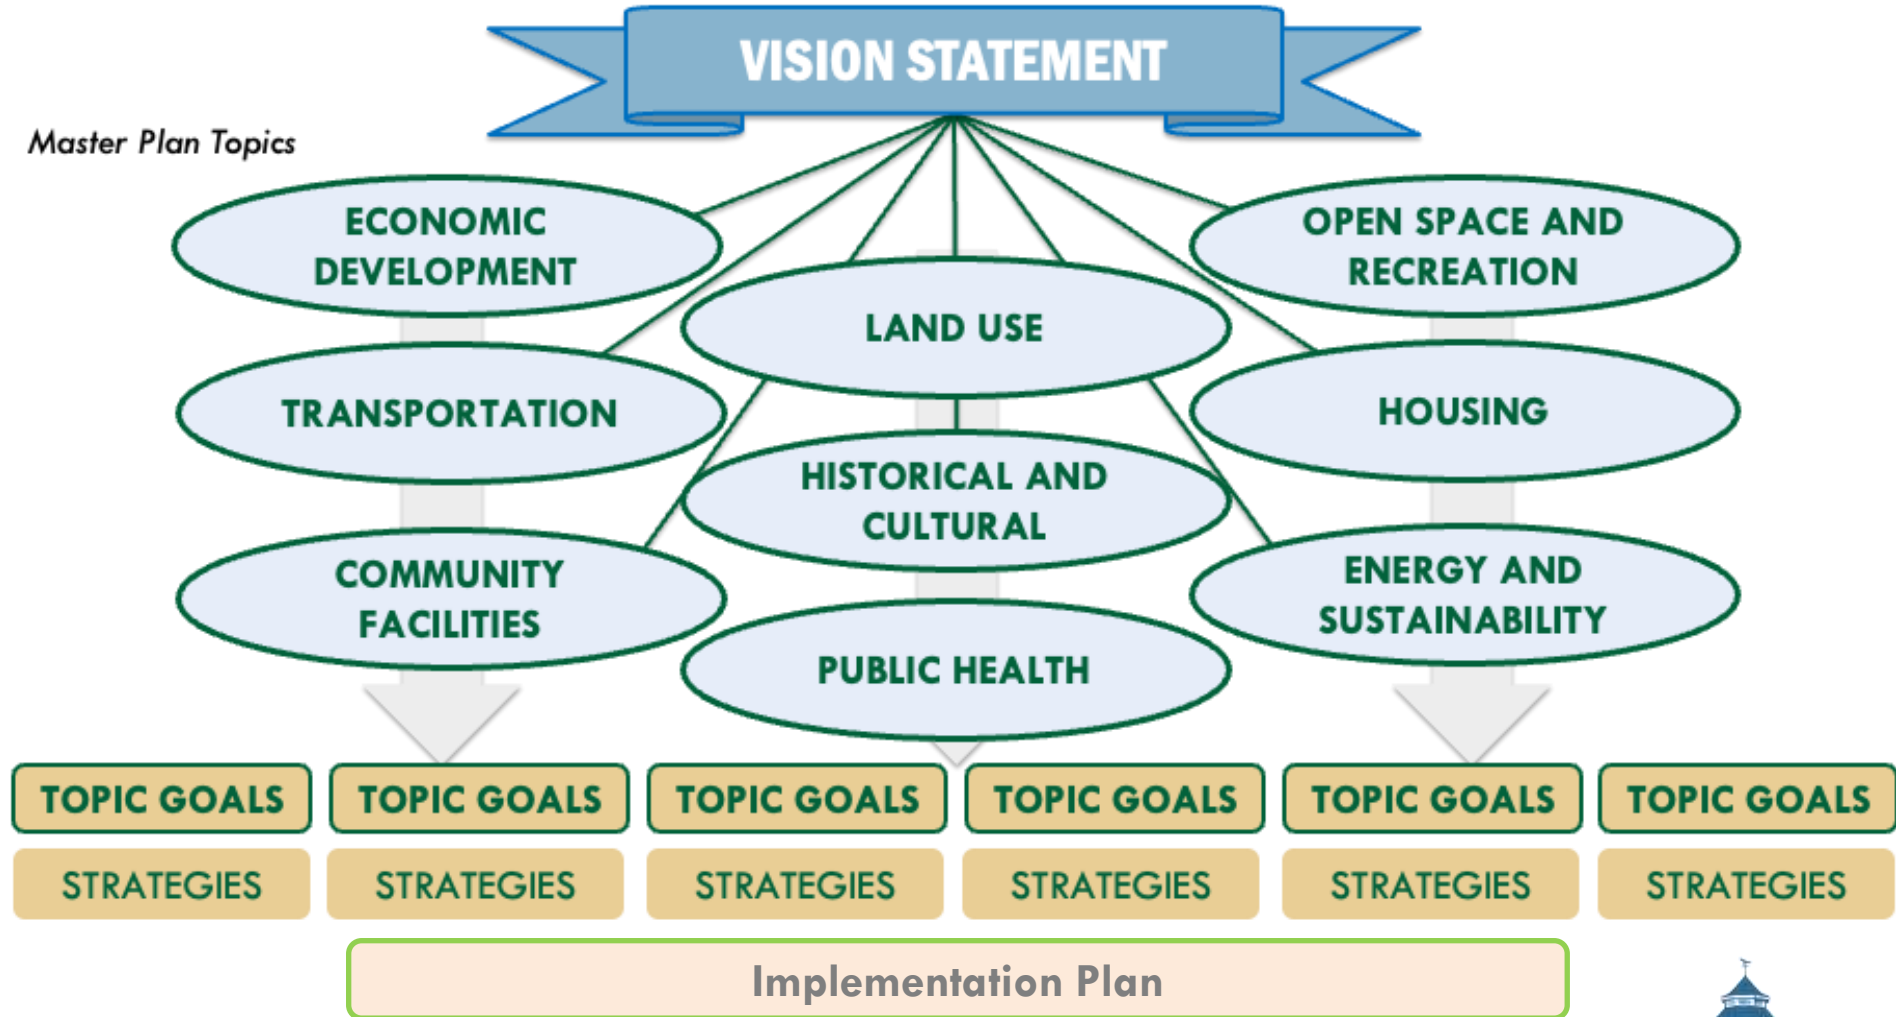 VISION STATEMENT
Master Plan Topics
ECONOMIC
DEVELOPMENT
OPEN SPACE AND
RECREATION
LAND USE
TRANSPORTATION
HOUSING
HISTORICAL AND
CULTURAL
COMMUNITY
FACILITIES
ENERGY AND
SUSTAINABILITY
PUBLIC HEALTH
TOPIC GOALS
TOPIC GOALS
TOPIC GOALS
TOPIC GOALS
TOPIC GOALS
TOPIC GOALS
STRATEGIES
STRATEGIES
STRATEGIES
STRATEGIES
STRATEGIES
STRATEGIES
Implementation Plan